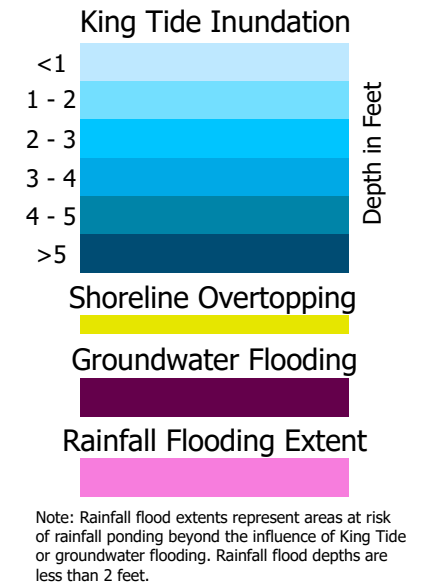 King Tide Inundation
<1
1 - 2
2 - 3
3 - 4
4 - 5
>5
Depth in Feet
Shoreline Overtopping
Groundwater Flooding
Rainfall Flooding Extent
Note: Rainfall flood extents represent areas at risk
of rainfall ponding beyond the influence of King Tide
or groundwater flooding. Rainfall flood depths are
less than 2 feet.